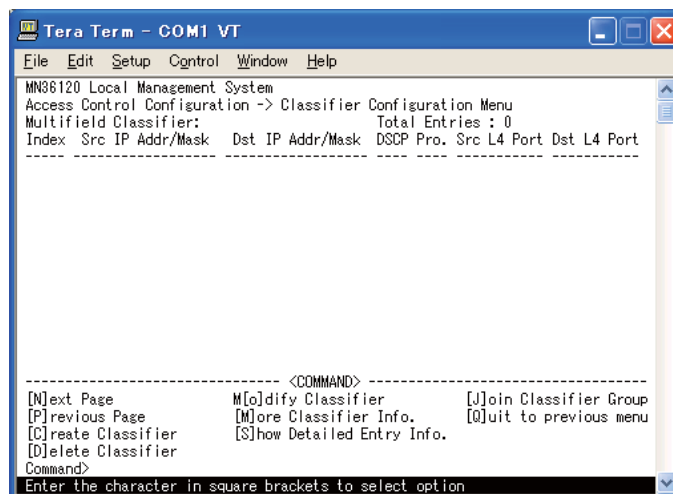 Tera Term - COM1 VT
File Edit Setup Control Window Help
MN36120 Local Management System
Access Control Configuration -> Classifier Configuration Menu
Multifield Classifier: Total Entries : 0
Index Src IP Addr/Mask Dst IP Addr/Mask DSCP Pro. Src L4 Port Dst L4 Port
----- ---------------- ------------------ ---- ---- ----------- -----------
------------------------------- <COMMAND> -------------------------------
[N]ext Page M[o]dify Classifier [J]oin Classifier Group
[P]revious Page [M]ore Classifier Info. [Q]uit to previous menu
[C]reate Classifier [S]how Detailed Entry Info.
[D]elete Classifier
Command>
Enter the character in square brackets to select option